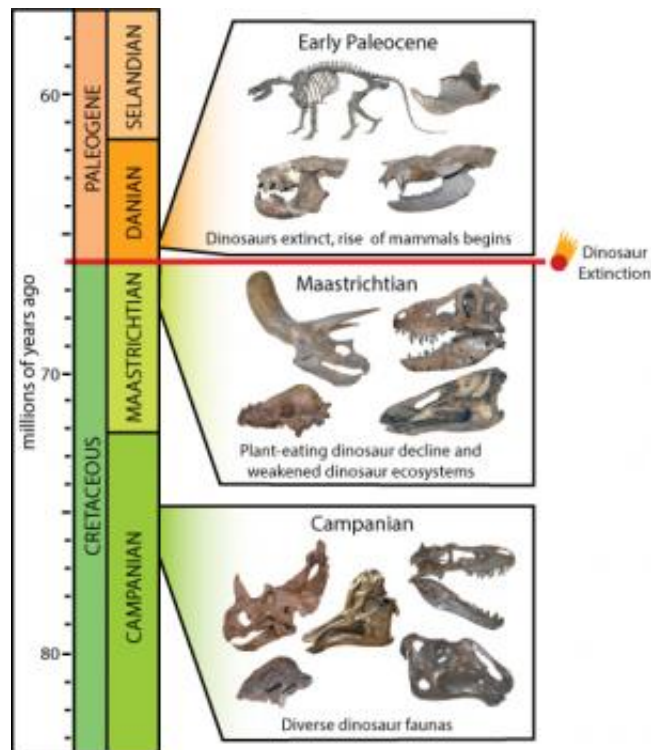 millions of years ago
60
70
80
PALEOGENE
CRETACEOUS
SELANDIAN
DANIAN
MAASTRICHTIAN
CAMPANIAN
Early Paleocene
Dinosaurs extinct, rise of mammals begins
Dinosaur
Extinction
Maastrichtian
Plant-eating dinosaur decline and
weakened dinosaur ecosystems
Campanian
Diverse dinosaur faunas